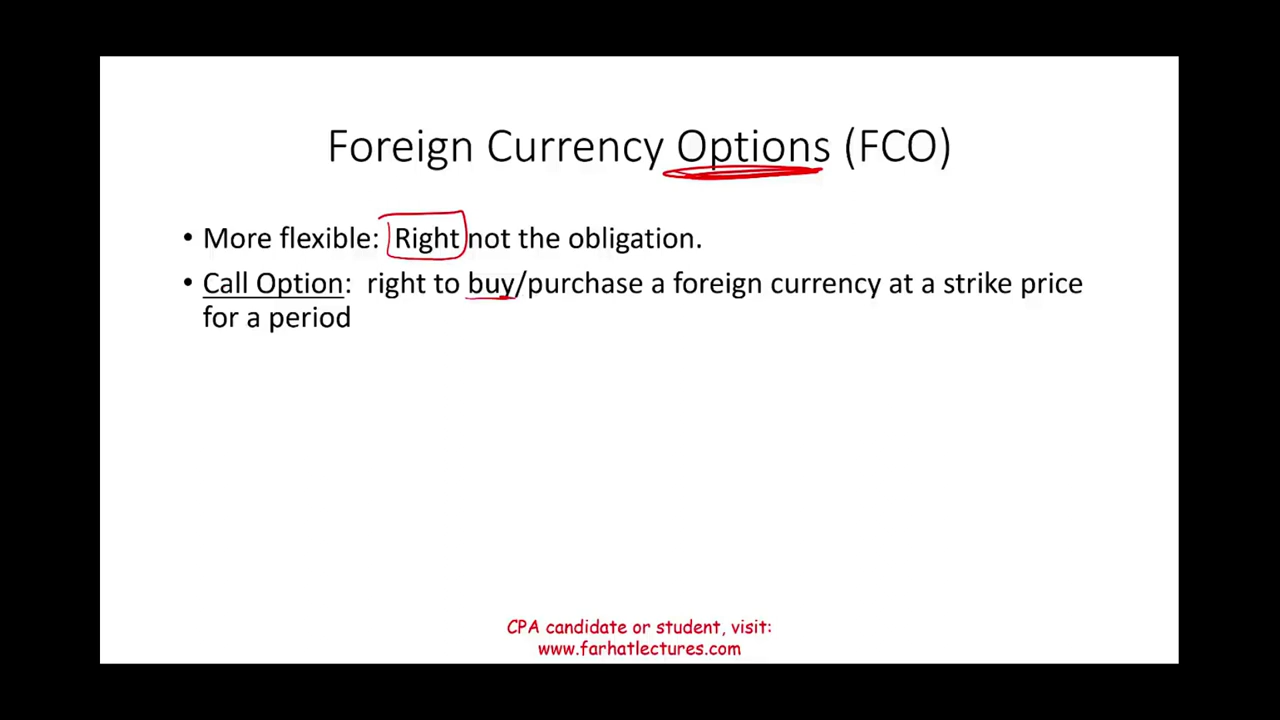 Foreign Currency Options (FCO)
• More flexible: Right not the obligation.
• Call Option: right to buy/purchase a foreign currency at a strike price
for a period
CPA candidate or student, visit:
www.farhatlectures.com